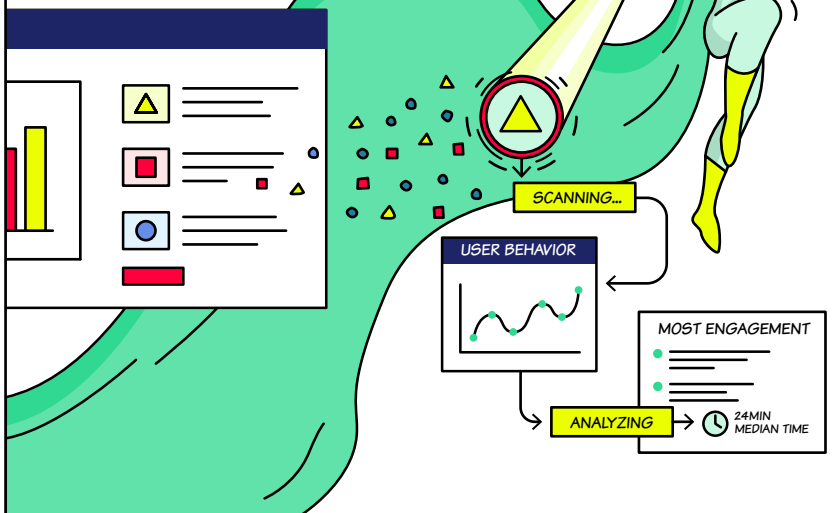 SCANNING...
USER BEHAVIOR
MOST ENGAGEMENT
ANALYZING
24MIN
MEDIAN TIME